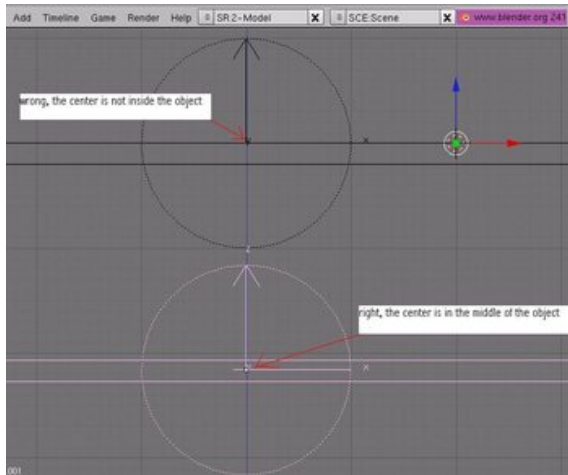 Add Timeline Game Render Help SR:2-Model X SCE:Scene X www.blender.org 241
wrong, the center is not inside the object
x
z
right, the center is in the middle of the object
x
001